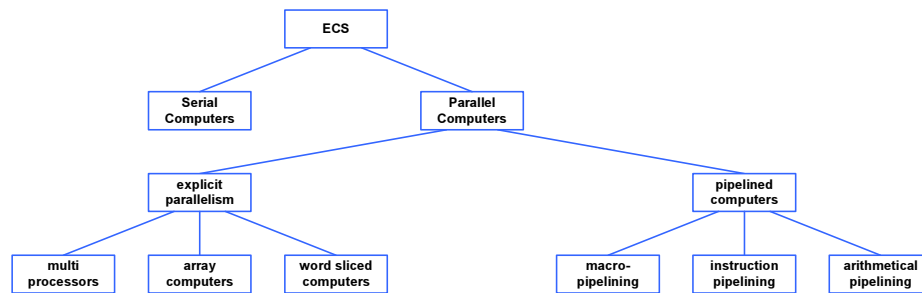 ECS
Serial
Computers
Parallel
Computers
explicit
parallelism
pipelined
computers
multi
processors
array
computers
word sliced
computers
macro-
pipelining
instruction
pipelining
arithmetical
pipelining